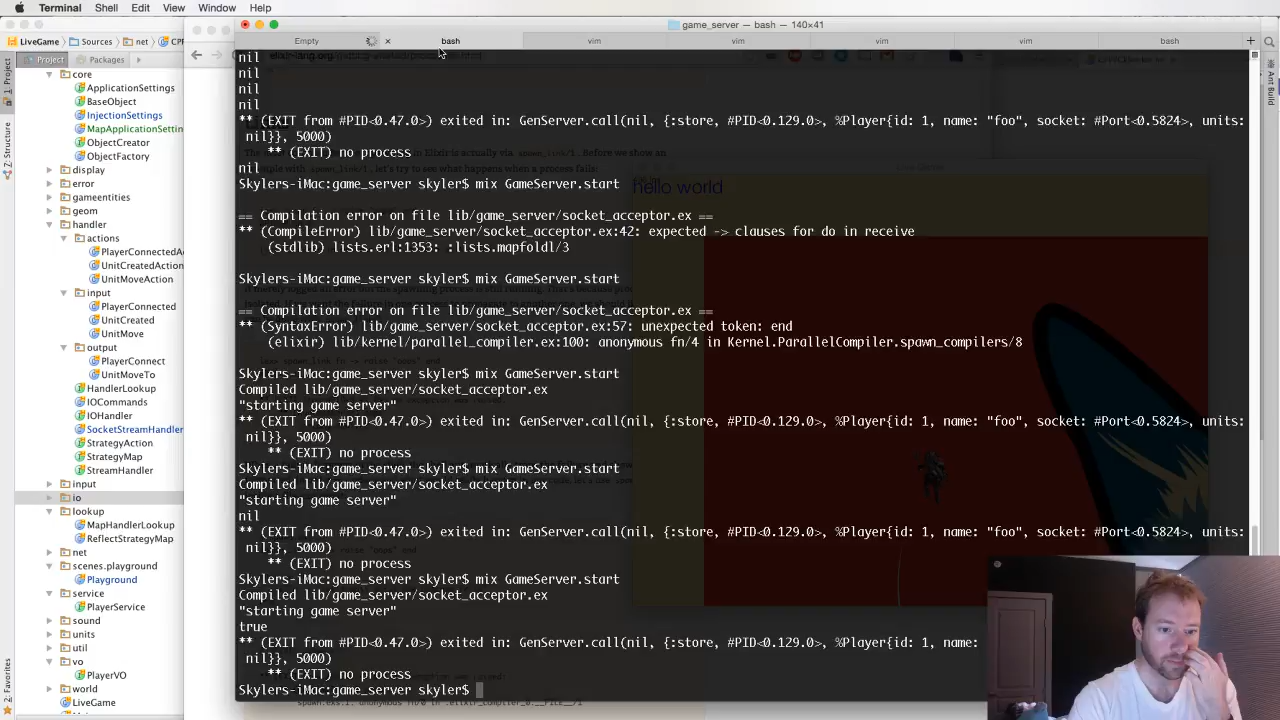 Terminal Shell Edit View Window Help
game_server — bash — 140×41
LiveGame Sources net
Empty bash vim vim vim vim bash
Project Packages
1: Project
Structure
2: Favorites
Ant Build
core
ApplicationSettings
BaseObject
InjectionSettings
MapApplicationSettin
ObjectCreator
ObjectFactory
display
error
gameentities
geom
handler
actions
PlayerConnectedA
UnitCreatedAction
UnitMoveAction
input
PlayerConnected
UnitCreated
UnitMove
output
PlayerConnect
UnitMoveTo
HandlerLookup
IOCommands
IOHandler
SocketStreamHandler
StrategyAction
StrategyMap
StreamHandler
input
io
lookup
MapHandlerLookup
ReflectStrategyMap
net
scenes.playground
Playground
service
PlayerService
sound
units
util
vo
PlayerVO
world
LiveGame
nil
nil
nil
nil
** (EXIT from #PID<0.47.0>) exited in: GenServer.call(nil, {:store, #PID<0.129.0>, %Player{id: 1, name: "foo", socket: #Port<0.5824>, units:
nil}}, 5000)
** (EXIT) no process
nil
Skylers-iMac:game_server skyler$ mix GameServer.start
hello world
== Compilation error on file lib/game_server/socket_acceptor.ex ==
** (CompileError) lib/game_server/socket_acceptor.ex:42: expected -> clauses for do in receive
(stdlib) lists.erl:1353: :lists.mapfoldl/3
Skylers-iMac:game_server skyler$ mix GameServer.start
== Compilation error on file lib/game_server/socket_acceptor.ex ==
** (SyntaxError) lib/game_server/socket_acceptor.ex:57: unexpected token: end
(elixir) lib/kernel/parallel_compiler.ex:100: anonymous fn/4 in Kernel.ParallelCompiler.spawn_compilers/8
Skylers-iMac:game_server skyler$ mix GameServer.start
Compiled lib/game_server/socket_acceptor.ex
"starting game server"
** (EXIT from #PID<0.47.0>) exited in: GenServer.call(nil, {:store, #PID<0.129.0>, %Player{id: 1, name: "foo", socket: #Port<0.5824>, units:
nil}}, 5000)
** (EXIT) no process
Skylers-iMac:game_server skyler$ mix GameServer.start
Compiled lib/game_server/socket_acceptor.ex
"starting game server"
nil
** (EXIT from #PID<0.47.0>) exited in: GenServer.call(nil, {:store, #PID<0.129.0>, %Player{id: 1, name: "foo", socket: #Port<0.5824>, units:
nil}}, 5000)
** (EXIT) no process
Skylers-iMac:game_server skyler$ mix GameServer.start
Compiled lib/game_server/socket_acceptor.ex
"starting game server"
true
** (EXIT from #PID<0.47.0>) exited in: GenServer.call(nil, {:store, #PID<0.129.0>, %Player{id: 1, name:
nil}}, 5000)
** (EXIT) no process
Skylers-iMac:game_server skyler$